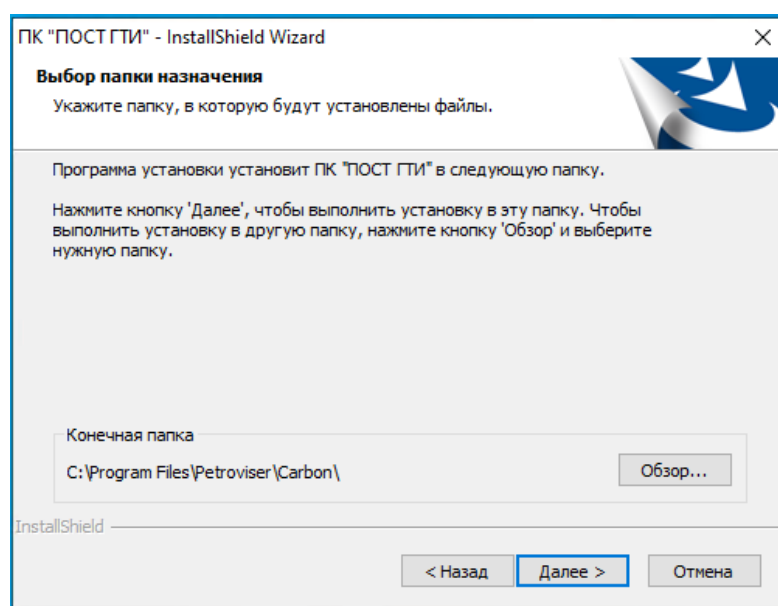 ПК "ПОСТ ГТИ" - InstallShield Wizard
Выбор папки назначения
Укажите папку, в которую будут установлены файлы.
Программа установки установит ПК "ПОСТ ГТИ" в следующую папку.
Нажмите кнопку 'Далее', чтобы выполнить установку в эту папку. Чтобы
выполнить установку в другую папку, нажмите кнопку 'Обзор' и выберите
нужную папку.
Конечная папка
C:\Program Files\Petroviser\Carbon\
Обзор...
InstallShield
< Назад
Далее >
Отмена